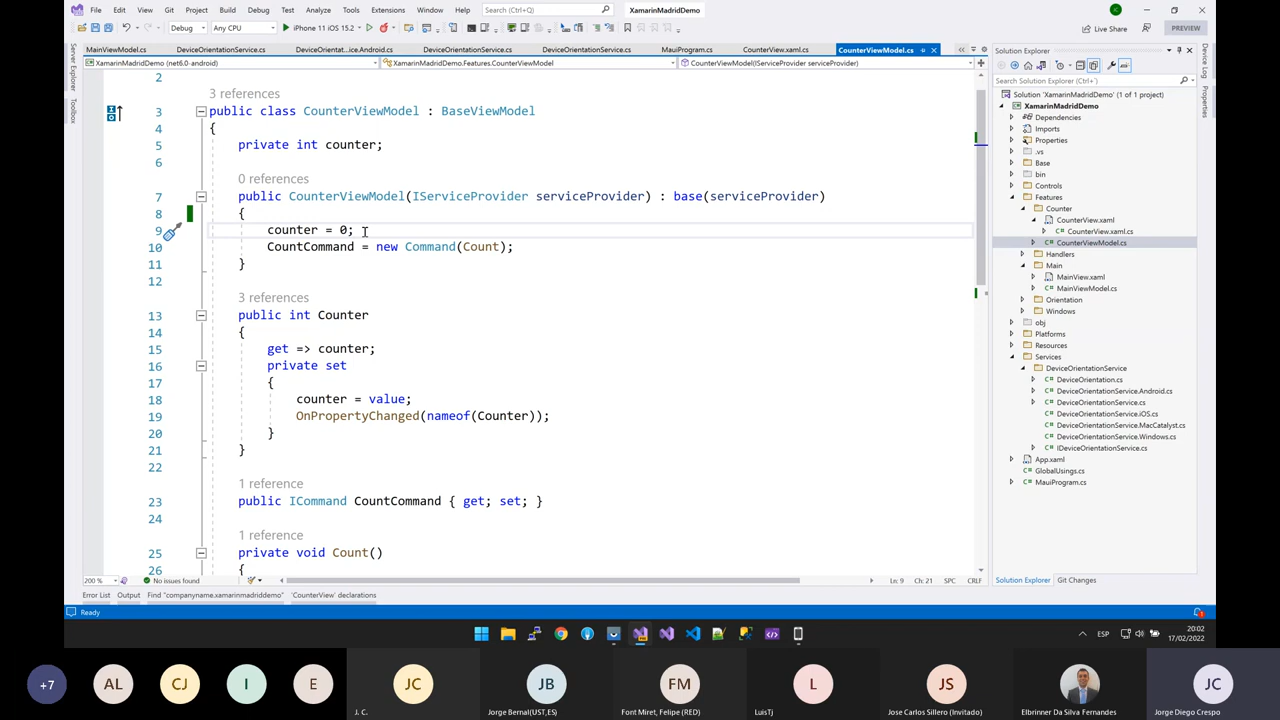 File Edit View Git Project Build Debug Test Analyze Tools Extensions Window Help Search (Ctrl+Q) XamarinMadridDemo
Debug Any CPU iPhone 11 iOS 15.2 Live Share PREVIEW
MainViewModel.cs DeviceOrientationService.cs DeviceOrientat...ice.Android.cs DeviceOrientationService.cs DeviceOrientationService.cs MauiProgram.cs CounterView.xaml.cs CounterViewModel.cs
XamarinMadridDemo (net6.0-android) XamarinMadridDemo.Features.CounterViewModel CounterViewModel(IServiceProvider serviceProvider)
Server Explorer
Toolbox
2
3 references
3 public class CounterViewModel : BaseViewModel
4 {
5 private int counter;
6
0 references
7 public CounterViewModel(IServiceProvider serviceProvider) : base(serviceProvider)
8 {
9 counter = 0;
10 CountCommand = new Command(Count);
11 }
12
3 references
13 public int Counter
14 {
15 get => counter;
16 private set
17 {
18 counter = value;
19 OnPropertyChanged(nameof(Counter));
20 }
21 }
22
1 reference
23 public ICommand CountCommand { get; set; }
24
1 reference
25 private void Count()
26 {
200 % No issues found Ln: 9 Ch: 21 SPC CRLF
Error List Output Find "companyname.xamarinmadriddemo" 'CounterView' declarations
Ready
Solution Explorer
Search Solution Explorer (Ctrl+)
Solution 'XamarinMadridDemo' (1 of 1 project)
XamarinMadridDemo
Dependencies
Imports
Properties
.vs
Base
bin
Controls
Features
Counter
CounterView.xaml
CounterView.xaml.cs
CounterViewModel.cs
Handlers
Main
MainView.xaml
MainViewModel.cs
Orientation
Windows
obj
Platforms
Resources
Services
DeviceOrientationService
DeviceOrientation.cs
DeviceOrientationService.Android.cs
DeviceOrientationService.cs
DeviceOrientationService.iOS.cs
DeviceOrientationService.MacCatalyst.cs
DeviceOrientationService.Windows.cs
IDeviceOrientationService.cs
App.xaml
GlobalUsings.cs
MauiProgram.cs
Solution Explorer Git Changes
Device Log
Properties
ESP 20:02
17/02/2022
+7 AL CJ I E JC JB FM L JS JC
J. C. Jorge Bernal(UST,ES) Font Miret, Felipe (RED) LuisTj Jose Carlos Sillero (Invitado) Elbrinner Da Silva Fernandes Jorge Diego Crespo